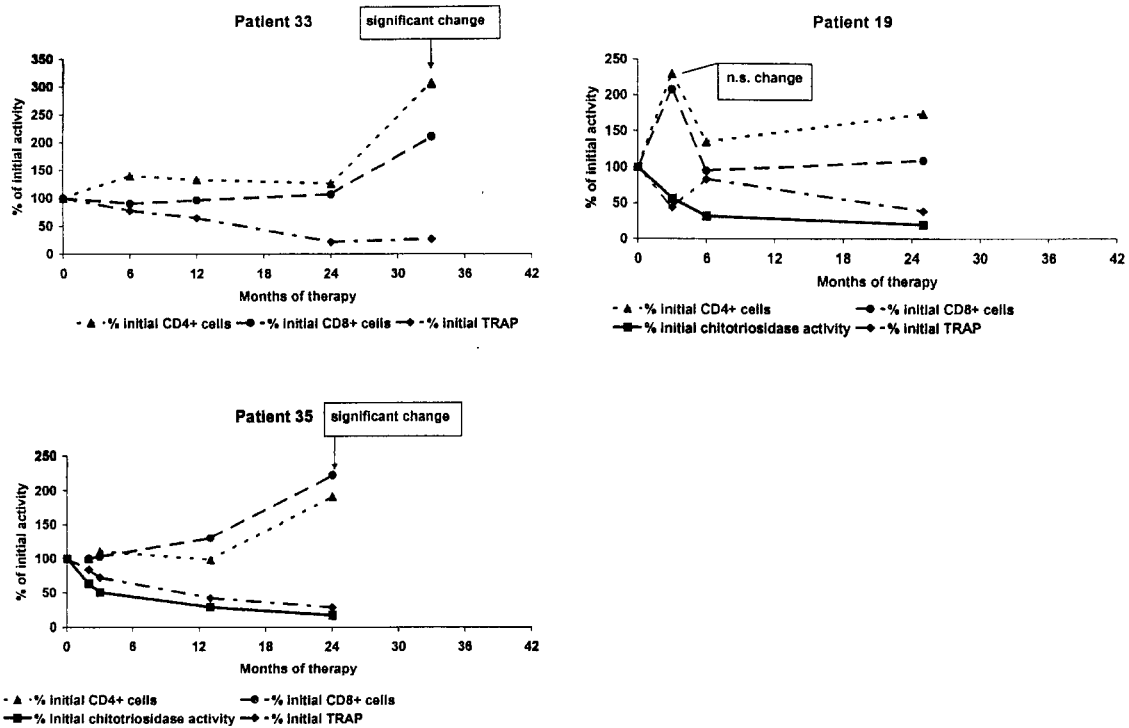 Patient 33
significant change
% of initial activity
350
300
250
200
150
100
50
0
0 6 12 18 24 30 36 42
Months of therapy
% initial CD4+ cells % initial CD8+ cells % initial TRAP
Patient 19
n.s. change
% of initial activity
250
200
150
100
50
0
0 6 12 18 24 30 36 42
Months of therapy
% initial CD4+ cells % initial CD8+ cells
% initial chitotriosidase activity % initial TRAP
Patient 35 significant change
% of initial activity
250
200
150
100
50
0
0 6 12 18 24 30 36 42
Months of therapy
% initial CD4+ cells % initial CD8+ cells
% initial chitotriosidase activity % initial TRAP